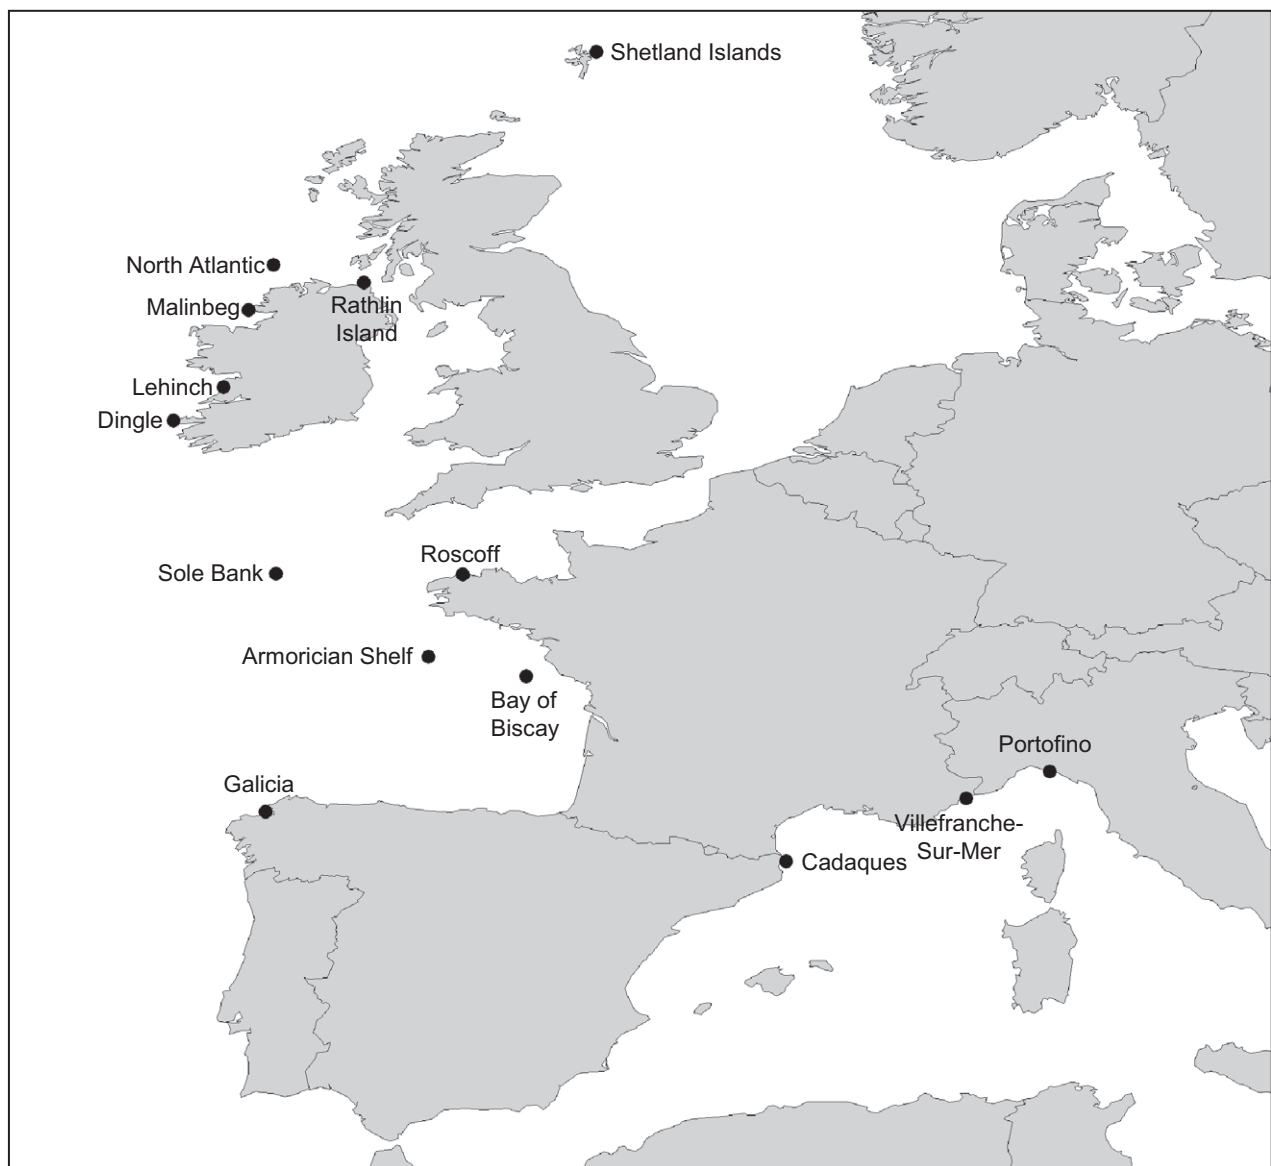 Shetland Islands
North Atlantic
Malinbeg
Rathlin
Island
Lehinch
Dingle
Roscoff
Sole Bank
Armorician Shelf
Bay of
Biscay
Portofino
Galicia
Villefranche-
Sur-Mer
Cadaques